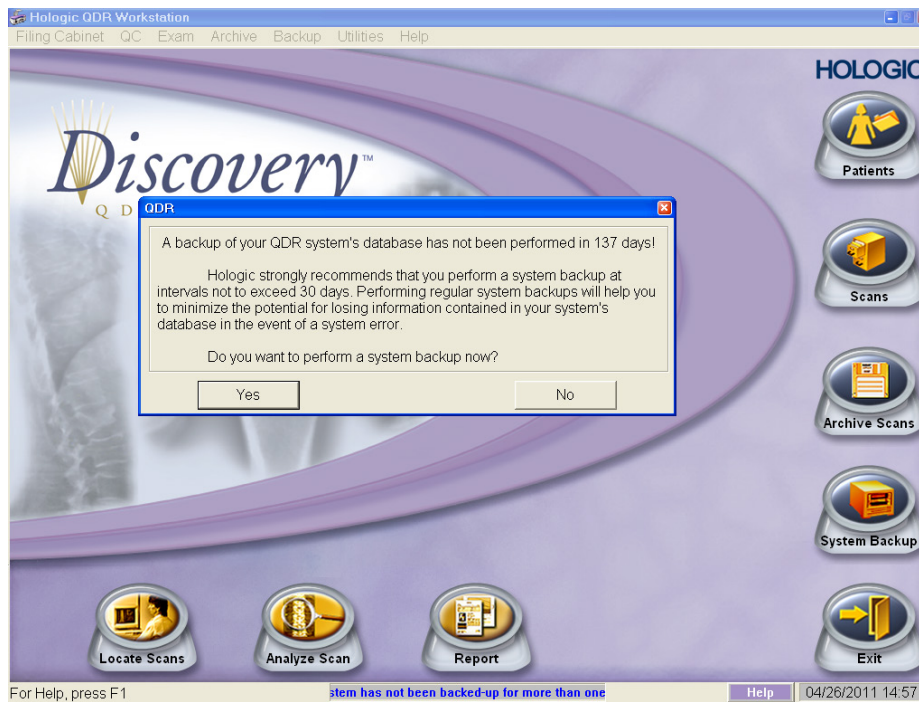 Hologic QDR Workstation
Filing Cabinet QC Exam Archive Backup Utilities Help
HOLOGIC
Discovery™
Q D
Patients
QDR
A backup of your QDR system's database has not been performed in 137 days!
Hologic strongly recommends that you perform a system backup at
intervals not to exceed 30 days. Performing regular system backups will help you
to minimize the potential for losing information contained in your system's
database in the event of a system error.
Do you want to perform a system backup now?
Yes No
Scans
Archive Scans
System Backup
Locate Scans
Analyze Scan
Report
Exit
For Help, press F1
stem has not been backed-up for more than one
Help
04/26/2011 14:57